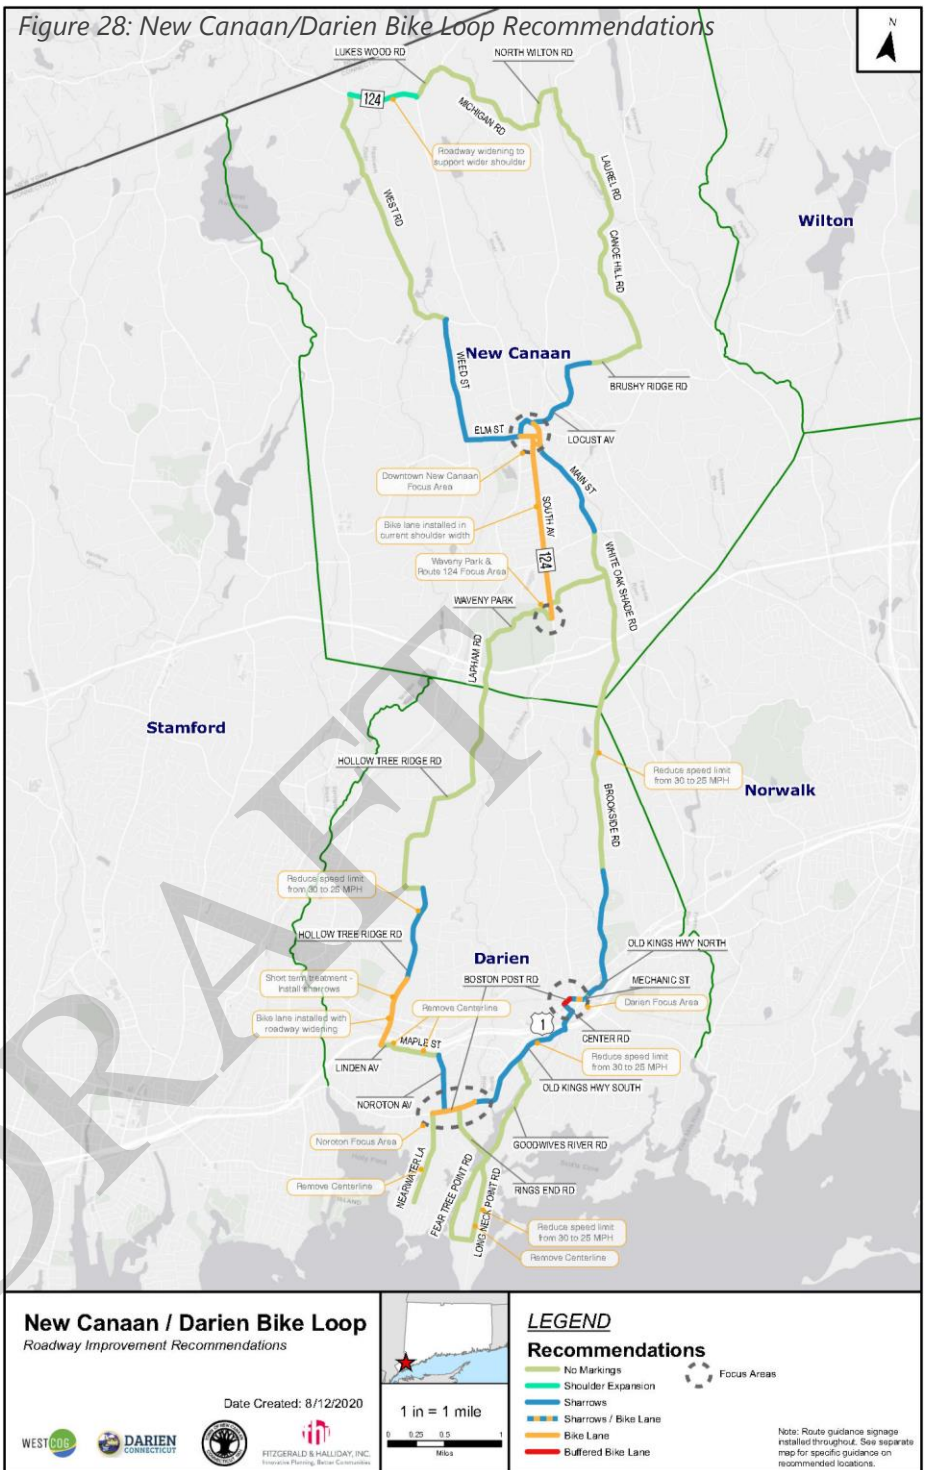 Figure 28: New Canaan/Darien Bike Loop Recommendations
N
LUKES WOOD RD
NORTH WILTON RD
124
MICHIGAN RD
Roadway widening to
support wider shoulder
LAUREL RD
WEST RD
Wilton
CANOE HILL RD
New Canaan
WEED ST
BRUSHY RIDGE RD
ELM ST
LOCUST AV
Downtown New Canaan
Focus Area
MAIN ST
SOUTH AV
Bike lane installed in
current shoulder width
124
Waveny Park &
Route 124 Focus Area
WHITE OAK SHADE RD
WAVENY PARK
LAPHAM RD
Stamford
HOLLOW TREE RIDGE RD
Reduce speed limit
from 30 to 25 MPH
Norwalk
BROOKSIDE RD
Reduce speed limit
from 30 to 25 MPH
HOLLOW TREE RIDGE RD
OLD KINGS HWY NORTH
Darien
BOSTON POST RD
MECHANIC ST
Short term treatment -
Install sharrows
Darien Focus Area
Remove Centerline
Bike lane installed with
roadway widening
1
CENTER RD
MAPLE ST
LINDEN AV
Reduce speed limit
from 30 to 25 MPH
OLD KINGS HWY SOUTH
NOROTON AV
Noroton Focus Area
GOODWIVES RIVER RD
NEARWATER LA
Remove Centerline
RINGS END RD
FEAR TREE POINT RD
LONG NECK POINT RD
Reduce speed limit
from 30 to 25 MPH
Remove Centerline
DRAFT
New Canaan / Darien Bike Loop
Roadway Improvement Recommendations
Date Created: 8/12/2020
WESTCOG
DARIEN
CONNECTICUT
fhi
FITZGERALD & HALLIDAY, INC.
Innovative Planning, Better Communities
1 in = 1 mile
0 0.25 0.5 1
Miles
LEGEND
Recommendations
No Markings
Shoulder Expansion
Sharrows
Sharrows / Bike Lane
Bike Lane
Buffered Bike Lane
Focus Areas
Note: Route guidance signage
installed throughout. See separate
map for specific guidance on
recommended locations.